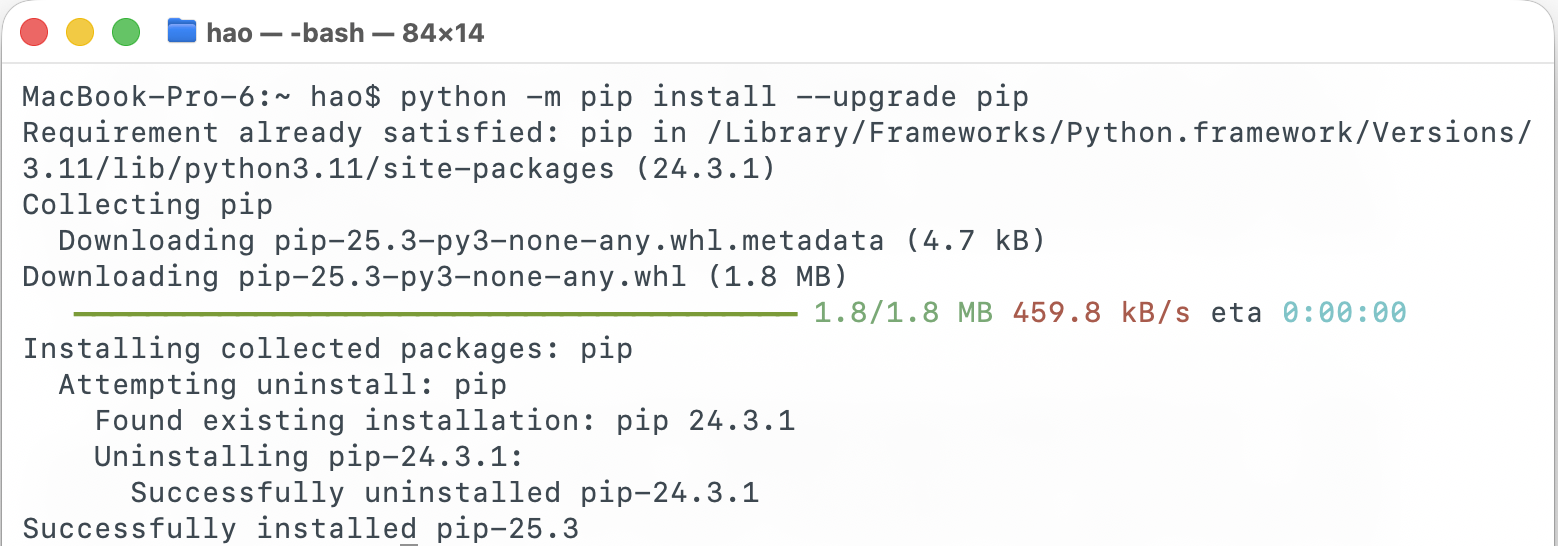 hao — -bash — 84×14
MacBook-Pro-6:~ hao$ python -m pip install --upgrade pip
Requirement already satisfied: pip in /Library/Frameworks/Python.framework/Versions/
3.11/lib/python3.11/site-packages (24.3.1)
Collecting pip
  Downloading pip-25.3-py3-none-any.whl.metadata (4.7 kB)
Downloading pip-25.3-py3-none-any.whl (1.8 MB)
1.8/1.8 MB 459.8 kB/s eta 0:00:00
Installing collected packages: pip
  Attempting uninstall: pip
    Found existing installation: pip 24.3.1
    Uninstalling pip-24.3.1:
      Successfully uninstalled pip-24.3.1
Successfully installed pip-25.3